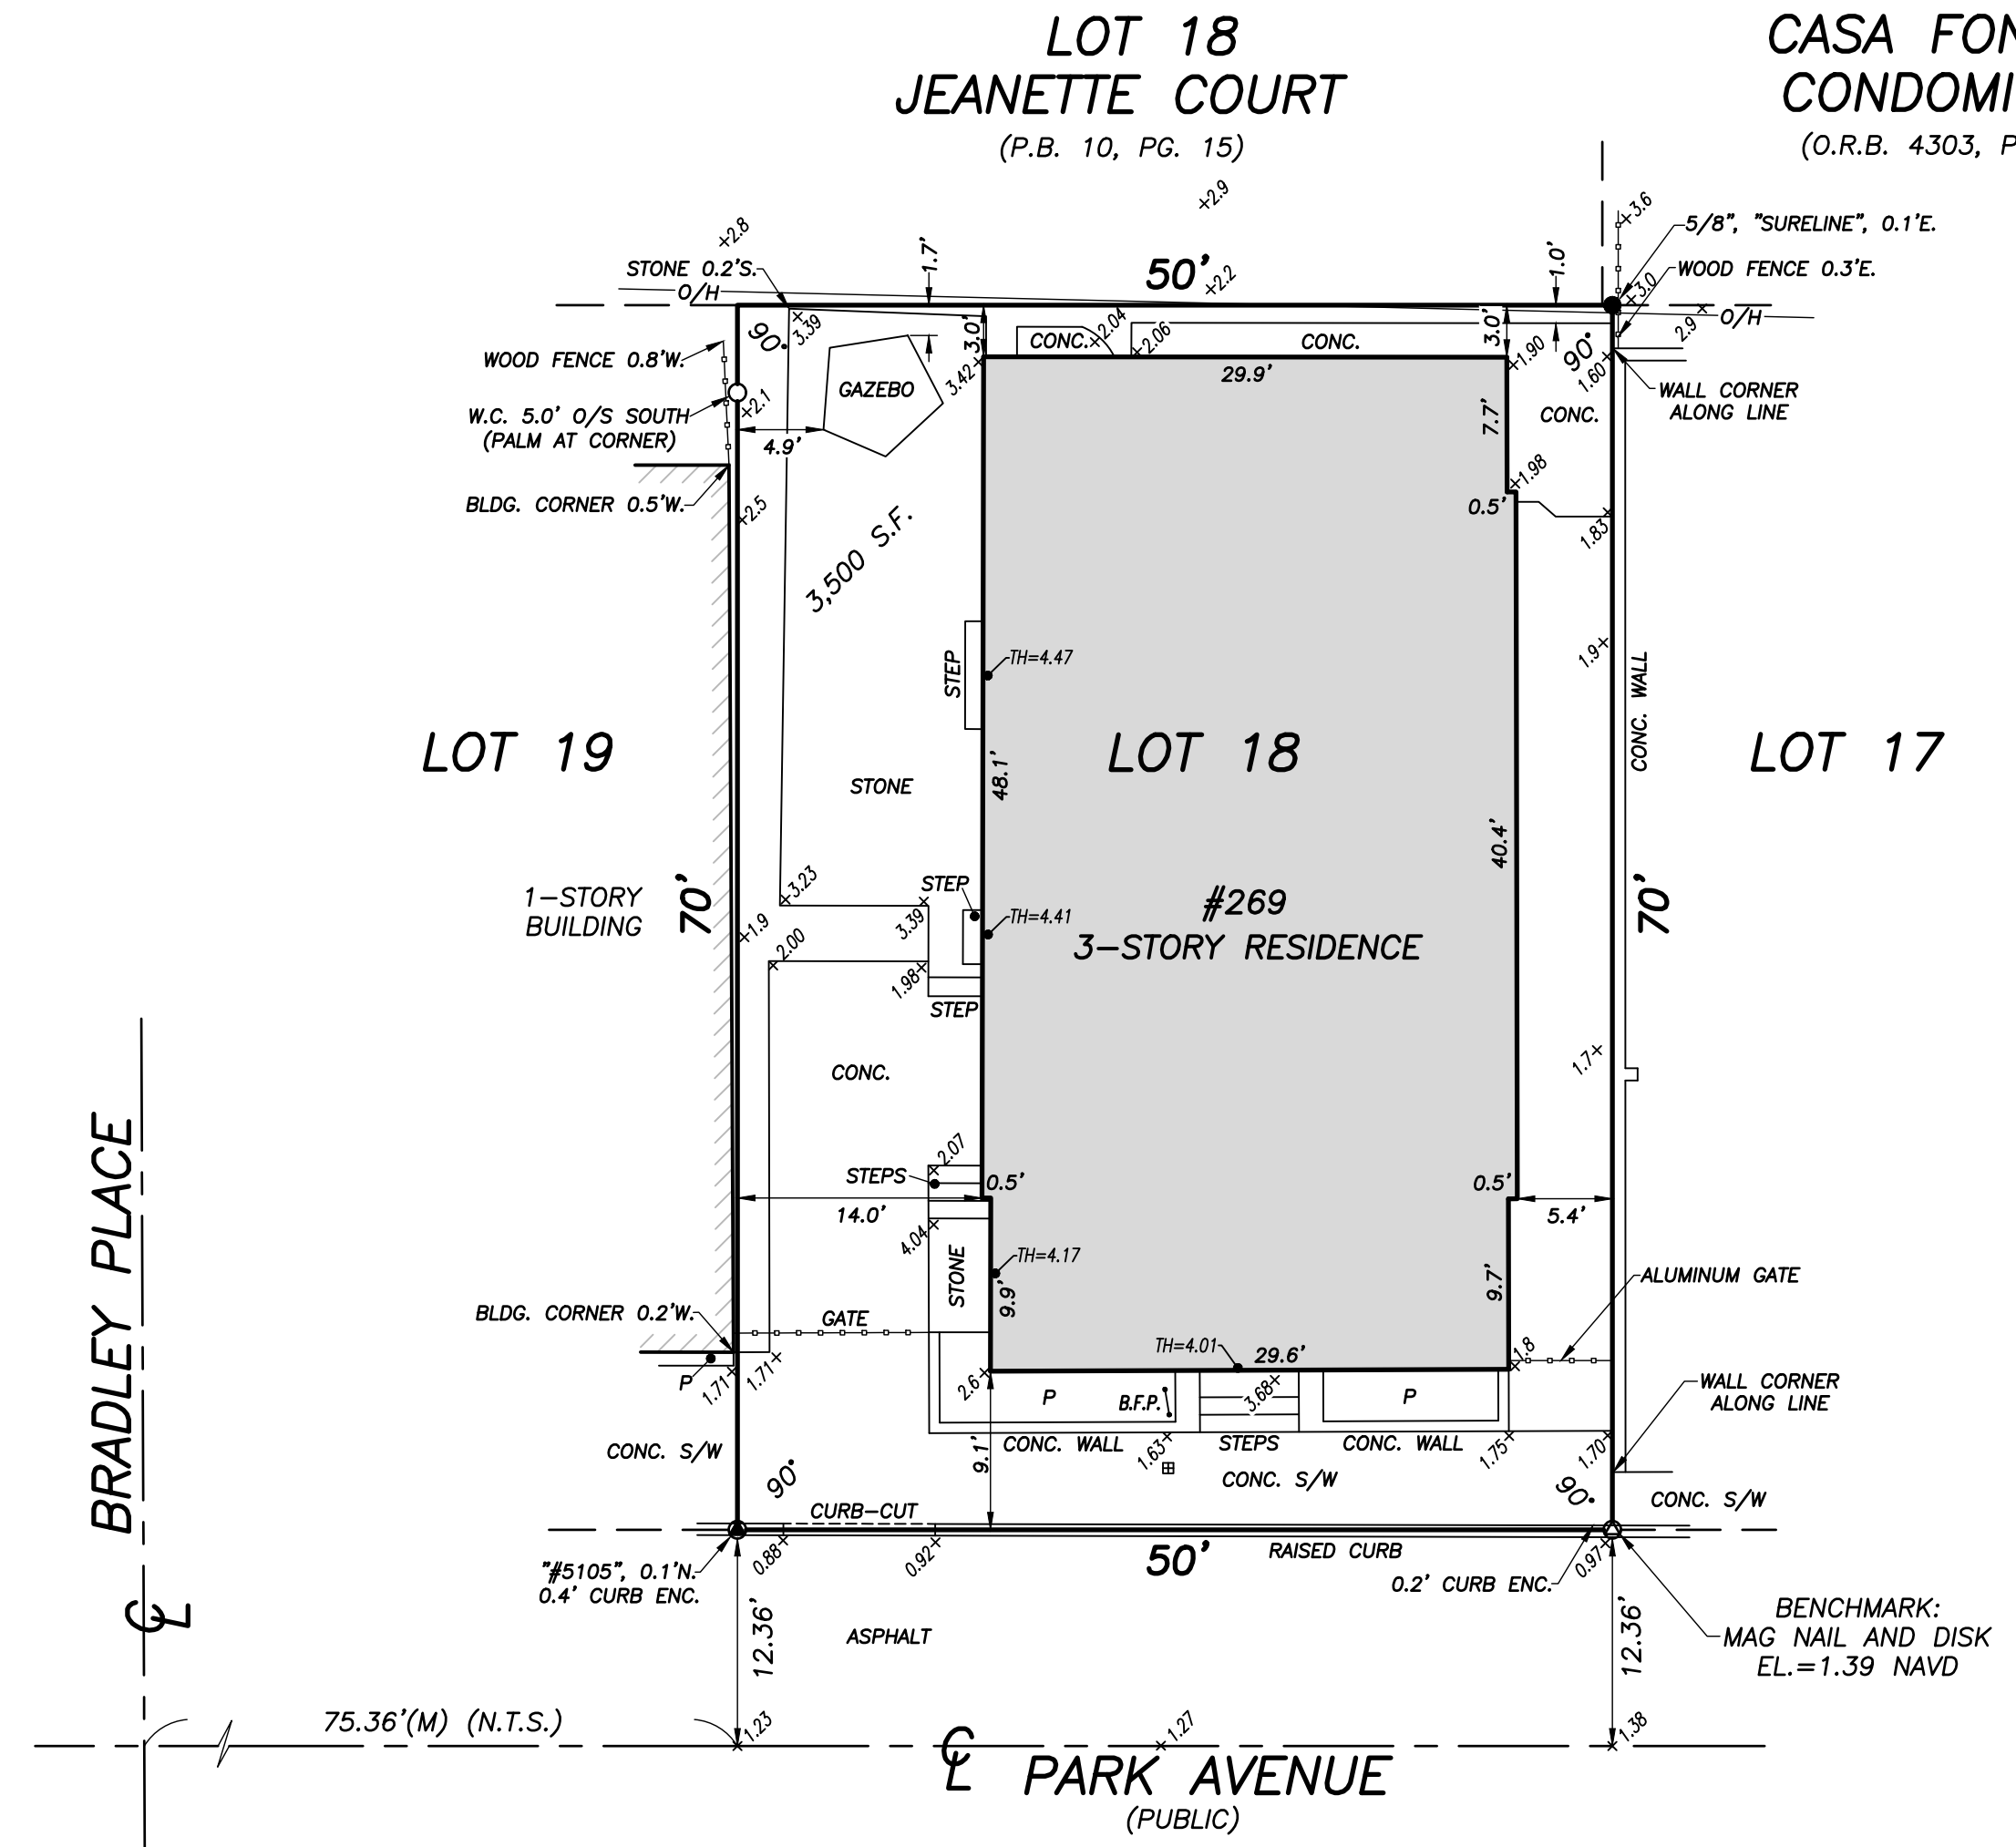 LOT 18
JEANETTE COURT
(P.B. 10, PG. 15)
CASA FON
CONDOMI
(O.R.B. 4303, P
+2.9
+2.8
+3.6
STONE 0.2'S.
O/H
1.7'
50'
+2.2
1.0'
5/8", "SURELINE", 0.1'E.
WOOD FENCE 0.3'E.
+3.0
2.9
O/H
90°
3.39
3.0'
CONC.
+2.04
2.06
CONC.
3.0'
+1.90
90°
1.60
WOOD FENCE 0.8'W.
GAZEBO
3.42
29.9'
WALL CORNER
ALONG LINE
W.C. 5.0' O/S SOUTH
(PALM AT CORNER)
+2.1
4.9'
7.7'
CONC.
BLDG. CORNER 0.5'W.
+2.5
3,500 S.F.
+1.98
0.5'
1.83
STEP
TH=4.47
1.9+
CONC. WALL
LOT 19
LOT 18
LOT 17
STONE
48.1'
40.4'
1-STORY
BUILDING
70'
+3.23
STEP
3.39
TH=4.41
#269
3-STORY RESIDENCE
70'
+1.9
2.00
1.98
STEP
CONC.
1.7+
BRADLEY PLACE
STEPS
2.07
0.5'
0.5'
14.0'
5.4'
4.04
STONE
TH=4.17
9.9'
9.7'
ALUMINUM GATE
BLDG. CORNER 0.2'W.
GATE
TH=4.01
29.6'
1.8
P
1.71
1.71
2.6
P
B.F.P.
3.68
P
WALL CORNER
ALONG LINE
CONC. S/W
9.1'
CONC. WALL
1.63
STEPS
CONC. WALL
1.75
1.70
CONC. S/W
90°
90°
CONC. S/W
CURB-CUT
"#5105", 0.1'N.
0.4' CURB ENC.
0.88
0.92
50'
RAISED CURB
0.2' CURB ENC.
0.97
12.36'
ASPHALT
12.36'
BENCHMARK:
MAG NAIL AND DISK
EL.=1.39 NAVD
CL
75.36'(M) (N.T.S.)
1.23
1.27
1.38
CL PARK AVENUE
(PUBLIC)